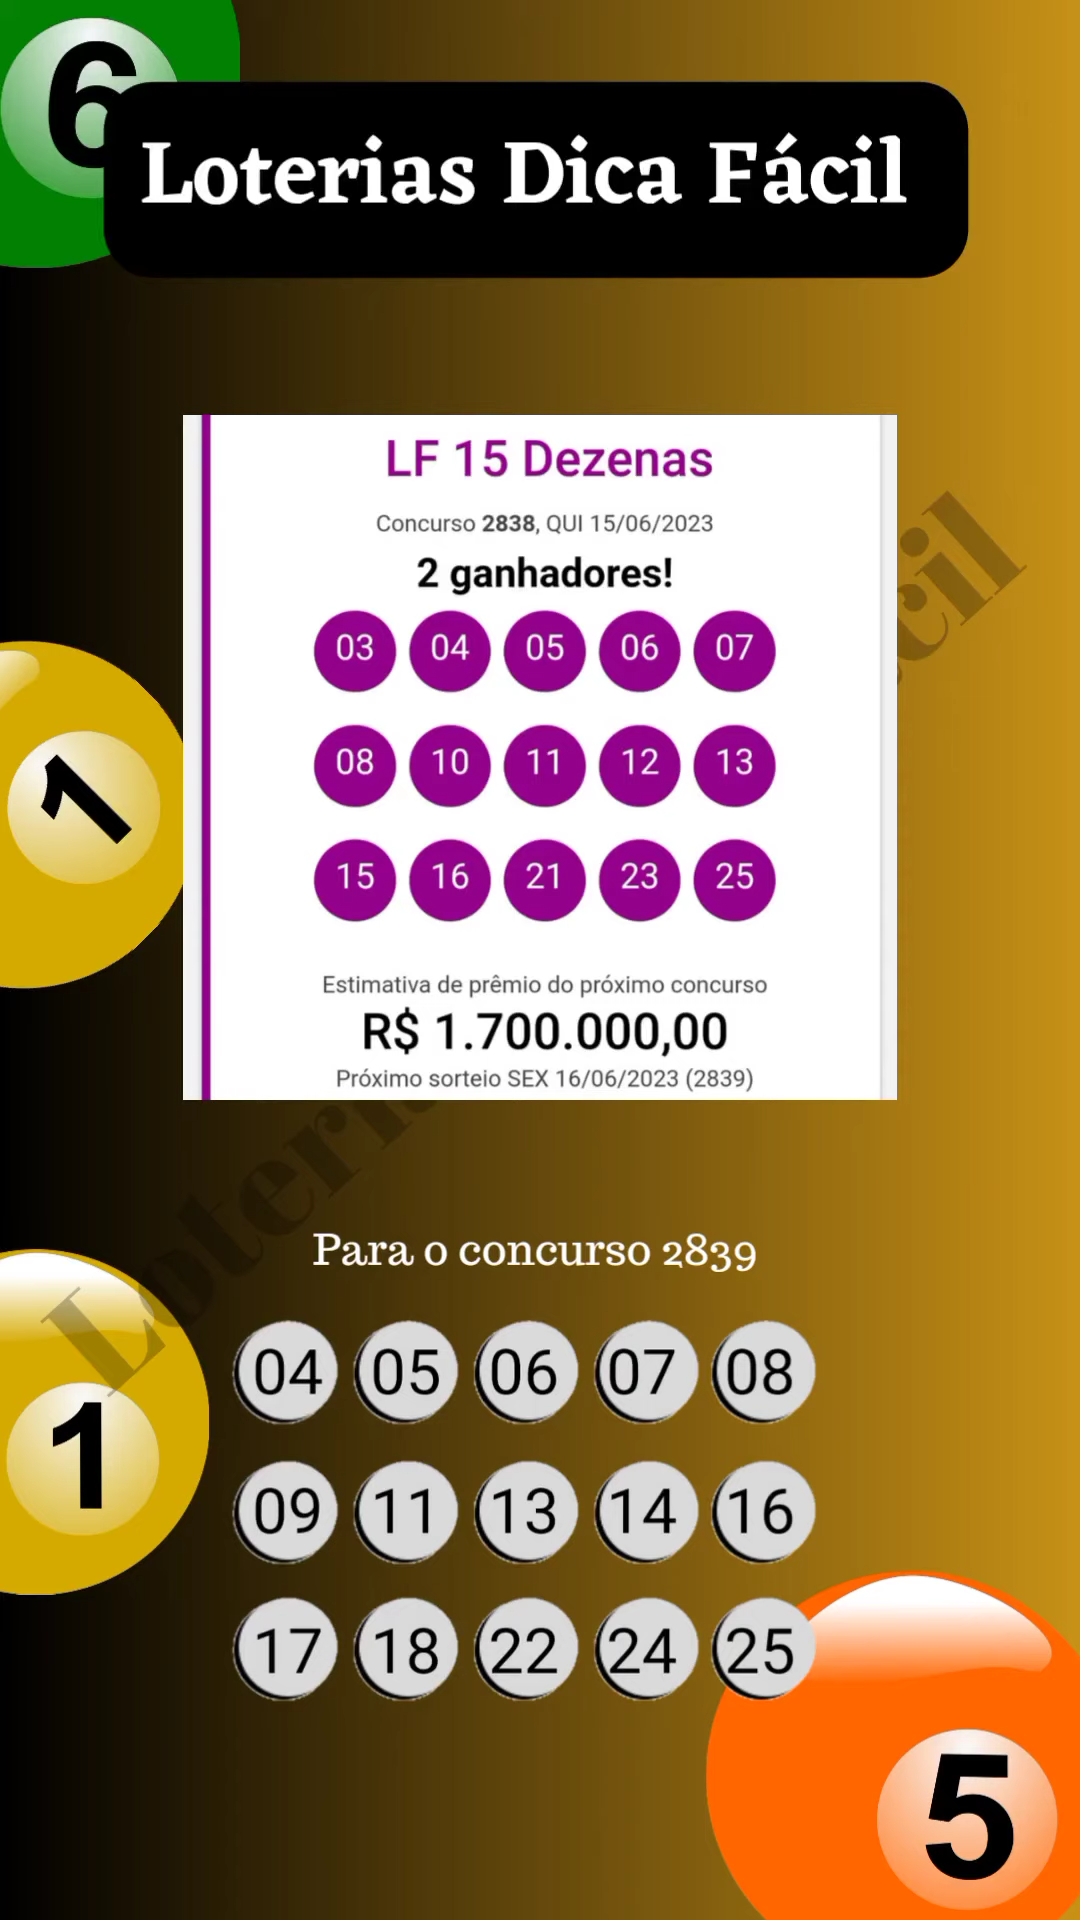 6
Loterias Dica Fácil
LF 15 Dezenas
Concurso 2838, QUI 15/06/2023
2 ganhadores!
03 04 05 06 07
08 10 11 12 13
15 16 21 23 25
1
Estimativa de prêmio do próximo concurso
R$ 1.700.000,00
Próximo sorteio SEX 16/06/2023 (2839)
Para o concurso 2839
04 05 06 07 08
1
09 11 13 14 16
17 18 22 24 25
5